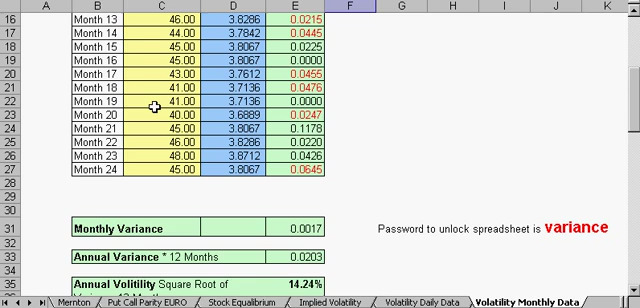 A B C D E F G H I J K
16 Month 13 46.00 3.8286 0.0215
17 Month 14 44.00 3.7842 0.0445
18 Month 15 45.00 3.8067 0.0225
19 Month 16 45.00 3.8067 0.0000
20 Month 17 43.00 3.7612 0.0455
21 Month 18 41.00 3.7136 0.0476
22 Month 19 41.00 3.7136 0.0000
23 Month 20 40.00 3.6889 0.0247
24 Month 21 45.00 3.8067 0.1178
25 Month 22 46.00 3.8286 0.0220
26 Month 23 48.00 3.8712 0.0426
27 Month 24 45.00 3.8067 0.0645
28
29
30
31 Monthly Variance 0.0017 Password to unlock spreadsheet is variance
32
33 Annual Variance * 12 Months 0.0203
34
35 Annual Volitility Square Root of 14.24%
Mernton Put Call Parity EURO Stock Equilibrium Implied Volatility Volatility Daily Data Volatility Monthly Data